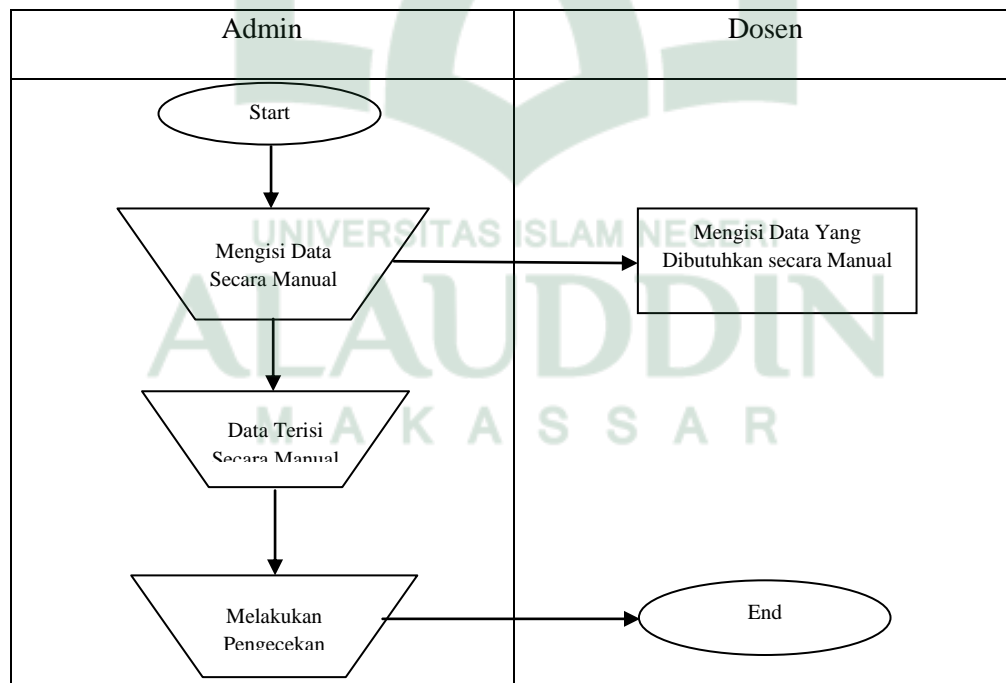 Admin
Dosen
Start
UNIVERSITAS ISLAM NEGERI
Mengisi Data
Secara Manual
Mengisi Data Yang
Dibutuhkan secara Manual
ALAUDDIN
MAKASSAR
Data Terisi
Secara Manual
Melakukan
Pengecekan
End